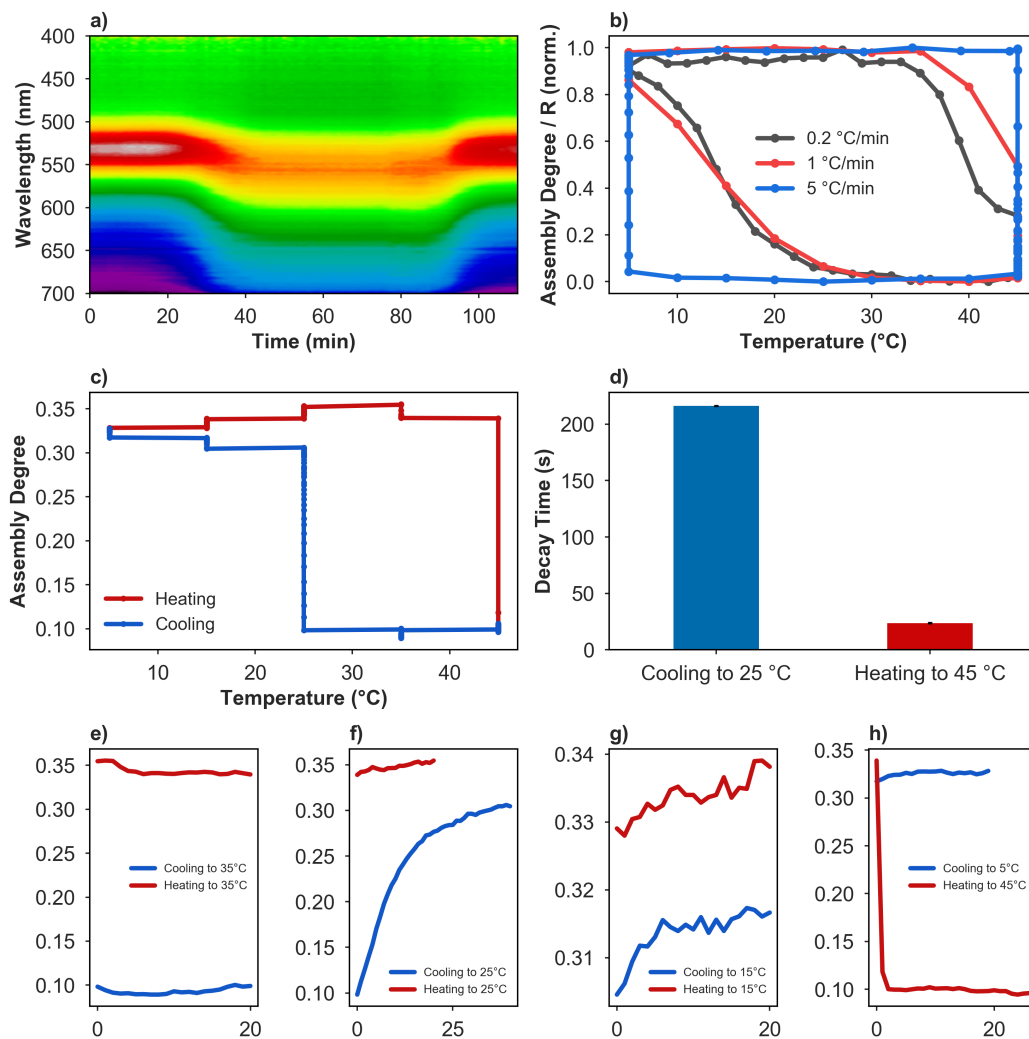 a)
400
450
500
550
600
650
700
Wavelength (nm)
0 20 40 60 80 100
Time (min)
b)
1.0
0.8
0.6
0.4
0.2
0.0
Assembly Degree / R (norm.)
0.2 °C/min
1 °C/min
5 °C/min
10 20 30 40
Temperature (°C)
c)
0.35
0.30
0.25
0.20
0.15
0.10
Assembly Degree
Heating
Cooling
10 20 30 40
Temperature (°C)
d)
200
150
100
50
0
Decay Time (s)
Cooling to 25 °C Heating to 45 °C
e)
0.35
0.30
0.25
0.20
0.15
0.10
Cooling to 35°C
Heating to 35°C
0 20
f)
0.35
0.30
0.25
0.20
0.15
0.10
Cooling to 25°C
Heating to 25°C
0 25
g)
0.34
0.33
0.32
0.31
Cooling to 15°C
Heating to 15°C
0 20
h)
0.35
0.30
0.25
0.20
0.15
0.10
Cooling to 5°C
Heating to 45°C
0 20